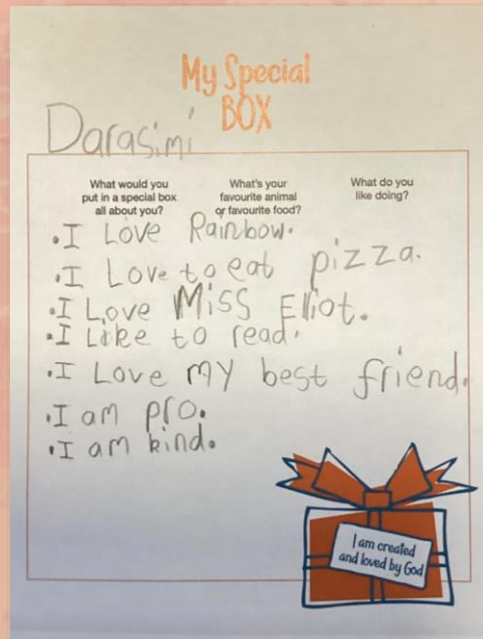 My Special
BOX
Darasimi
What would you
put in a special box
all about you?
What's your
favourite animal
or favourite food?
What do you
like doing?
•I Love Rainbow.
•I Love to eat pizza.
•I Love Miss Elliot.
•I Like to read.
•I Love my best friend.
•I am pro.
•I am kind.
I am created
and loved by God